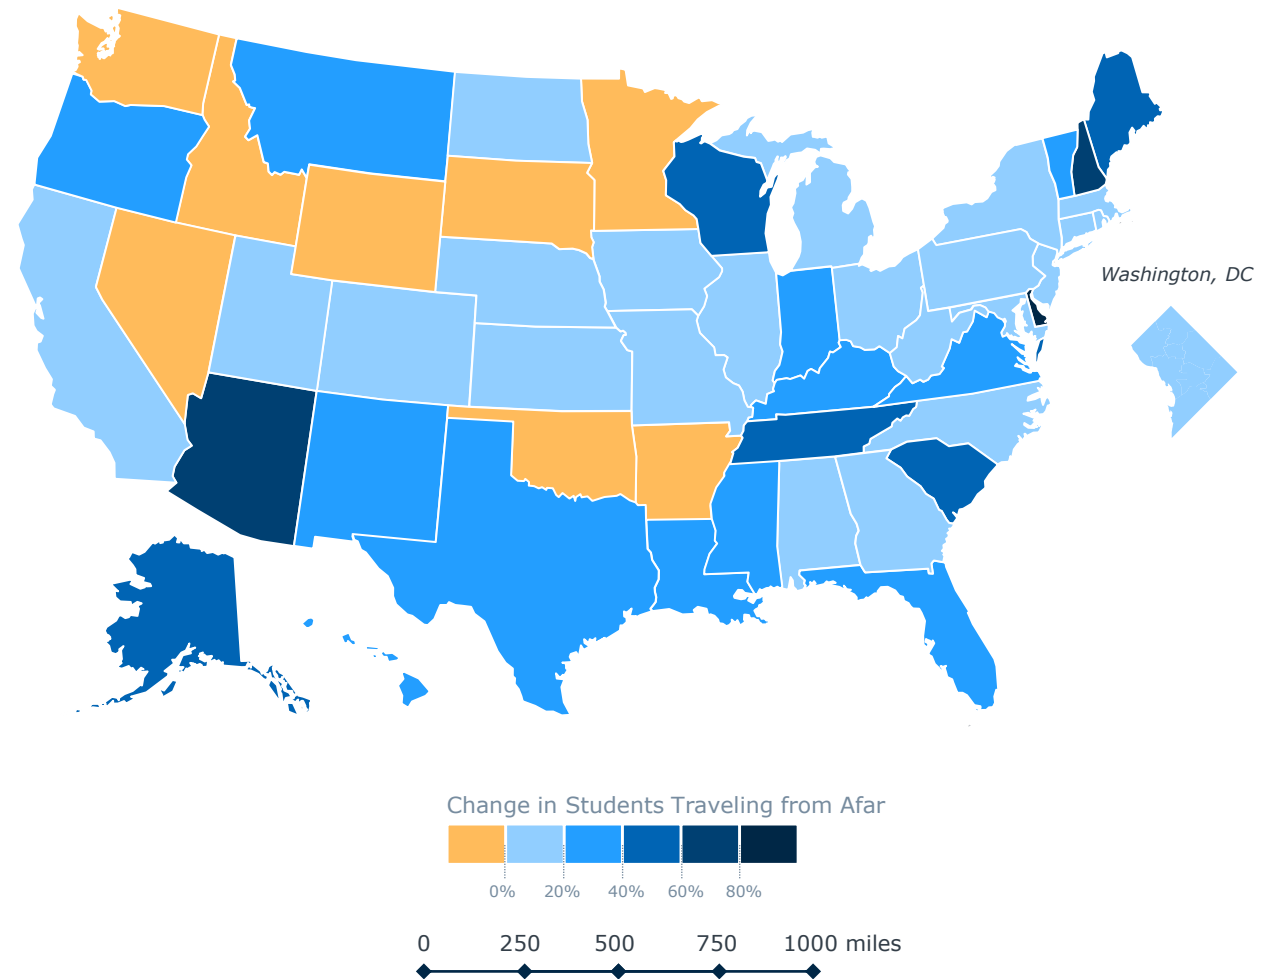 Washington, DC
Change in Students Traveling from Afar
0% 20% 40% 60% 80%
0 250 500 750 1000 miles